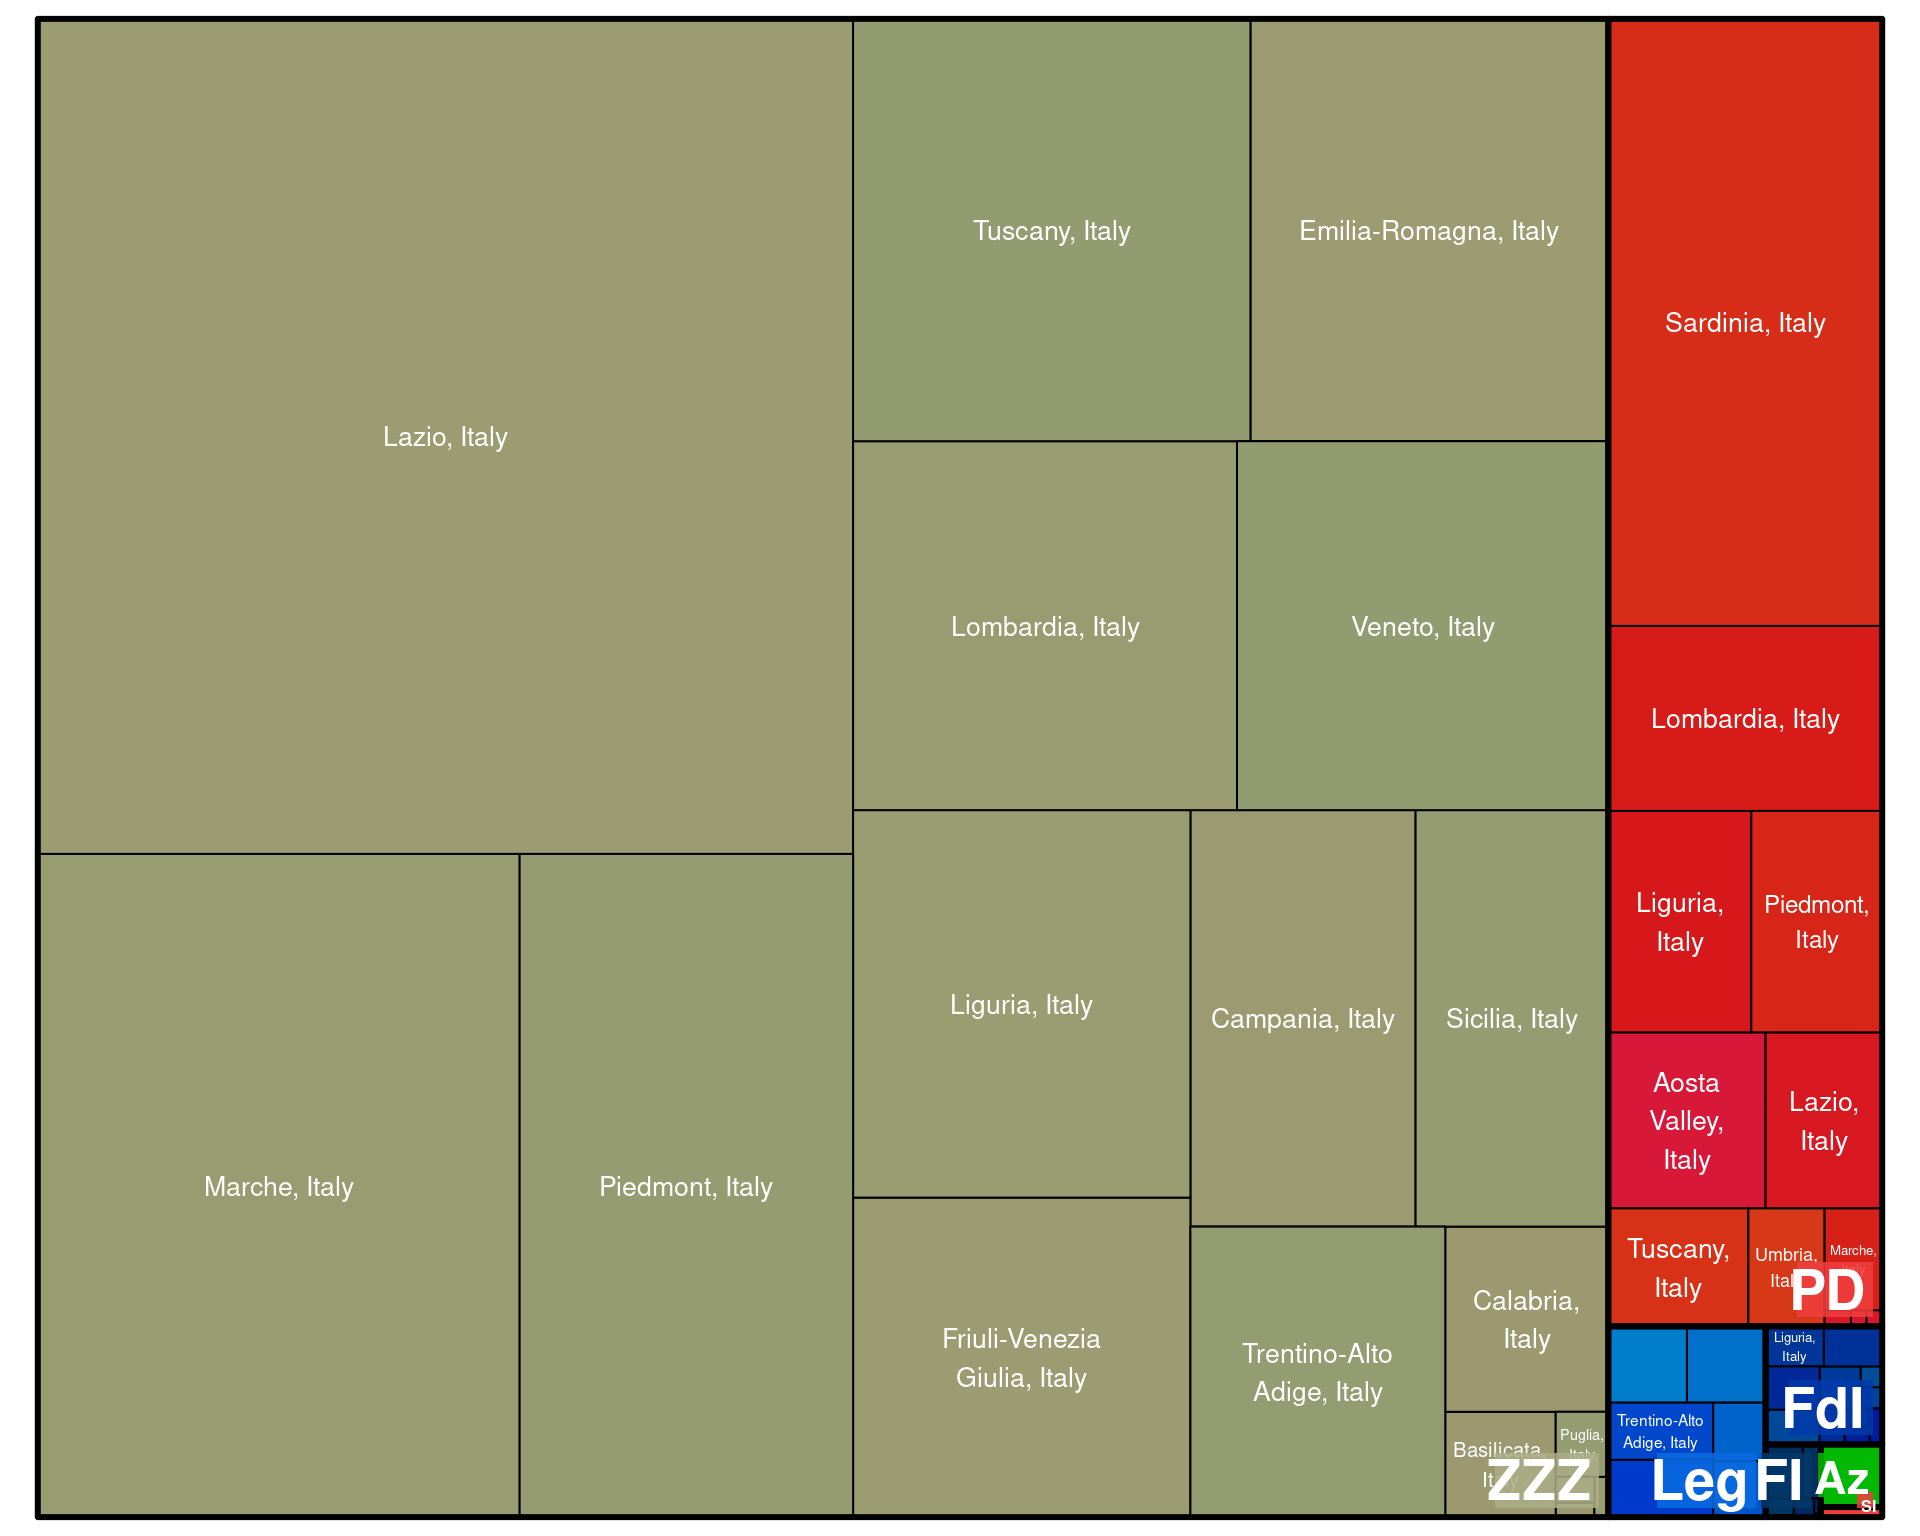 Lazio, Italy
Marche, Italy
Piedmont, Italy
Tuscany, Italy
Emilia-Romagna, Italy
Lombardia, Italy
Veneto, Italy
Liguria, Italy
Campania, Italy
Sicilia, Italy
Friuli-Venezia
Giulia, Italy
Trentino-Alto
Adige, Italy
Calabria,
Italy
Basilicata,
Puglia,
Italy
ZZZ
Sardinia, Italy
Lombardia, Italy
Liguria,
Italy
Piedmont,
Italy
Aosta
Valley,
Italy
Lazio,
Italy
Tuscany,
Italy
Umbria,
Marche,
PD
Trentino-Alto
Adige, Italy
Leg
Liguria,
Italy
FdI
FI
Az
SI